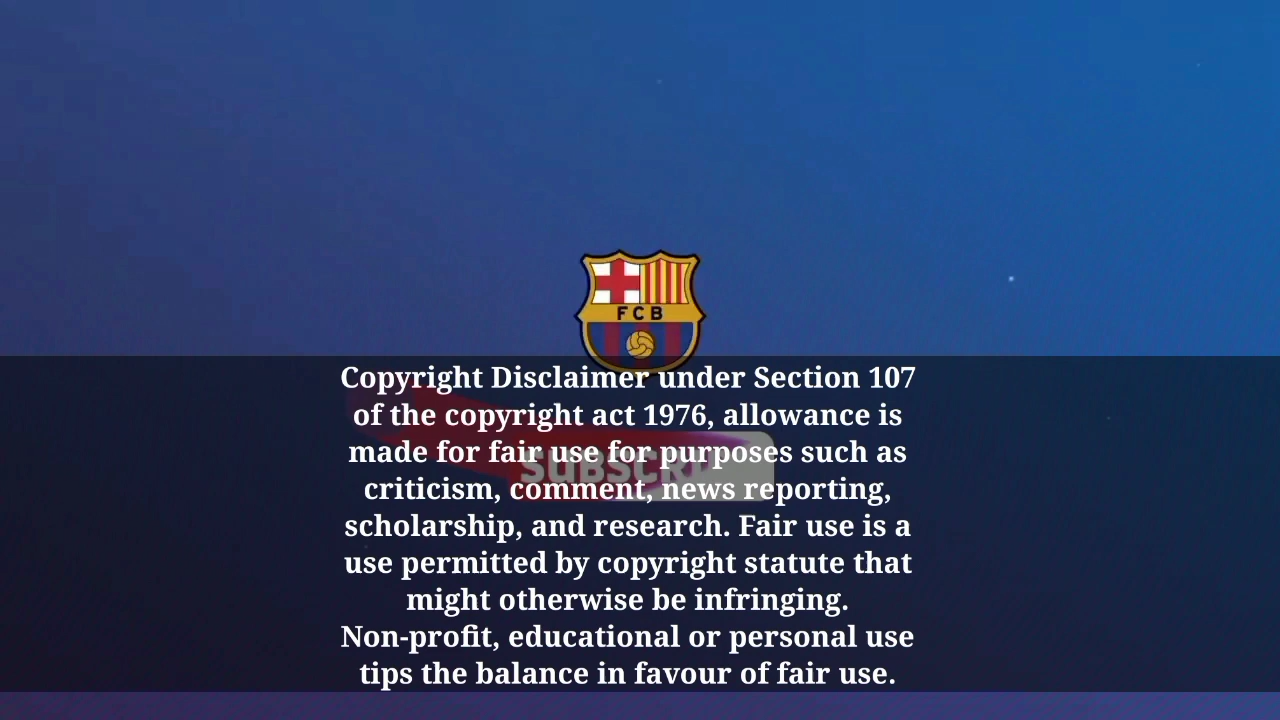 FCB
Copyright Disclaimer under Section 107
of the copyright act 1976, allowance is
made for fair use for purposes such as
SUBSCRI
criticism, comment, news reporting,
scholarship, and research. Fair use is a
use permitted by copyright statute that
might otherwise be infringing.
Non-profit, educational or personal use
tips the balance in favour of fair use.